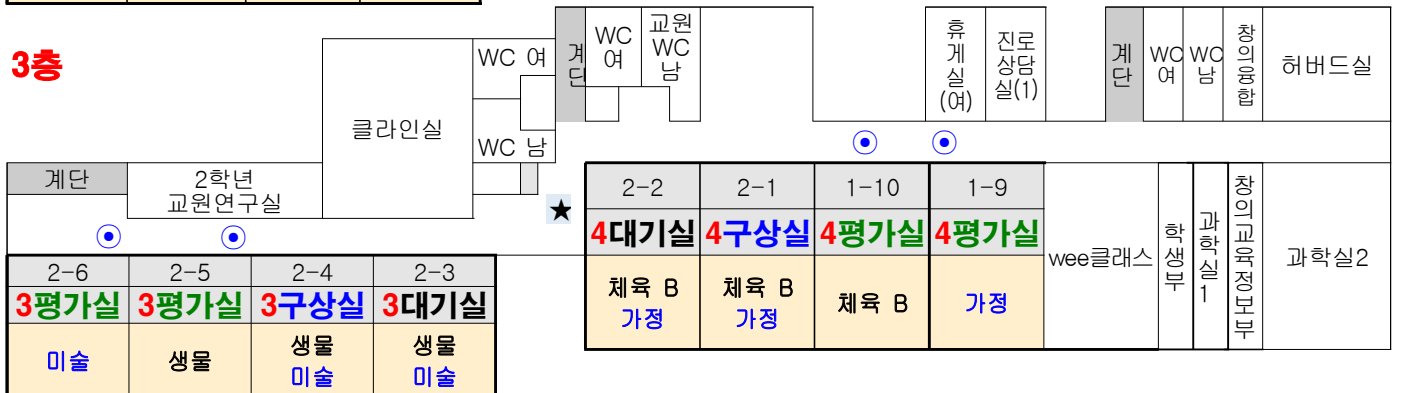 3층
클라인실
WC 여
WC 남
계단
WC 여
교원 WC 남
휴게실(여)
진로상담실(1)
계단
WC 여
WC 남
창의융합
허버드실
계단
2학년
교원연구실
★
2-6
2-5
2-4
2-3
3평가실
3평가실
3구상실
3대기실
미술
생물
생물
미술
생물
미술
2-2
2-1
1-10
1-9
4대기실
4구상실
4평가실
4평가실
체육 B
가정
체육 B
가정
체육 B
가정
wee클래스
학생부
과학실1
창의교육정보부
과학실2